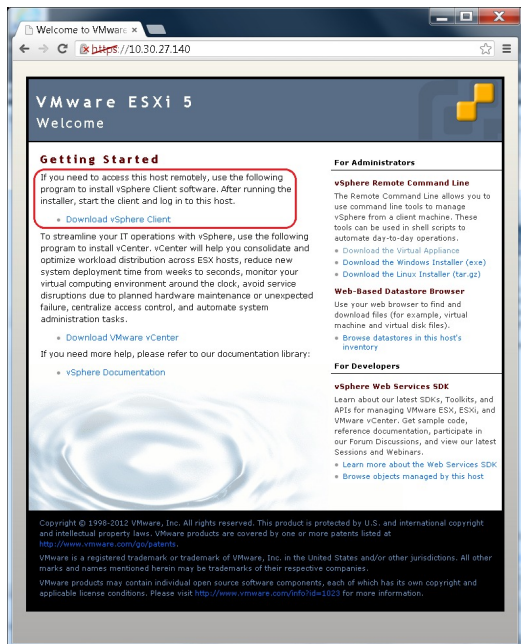 Welcome to VMware
https://10.30.27.140
VMware ESXi 5
Welcome
Getting Started
If you need to access this host remotely, use the following
program to install vSphere Client software. After running the
installer, start the client and log in to this host.
Download vSphere Client
To streamline your IT operations with vSphere, use the following
program to install vCenter. vCenter will help you consolidate and
optimize workload distribution across ESX hosts, reduce new
system deployment time from weeks to seconds, monitor your
virtual computing environment around the clock, avoid service
disruptions due to planned hardware maintenance or unexpected
failure, centralize access control, and automate system
administration tasks.
Download VMware vCenter
If you need more help, please refer to our documentation library:
vSphere Documentation
For Administrators
vSphere Remote Command Line
The Remote Command Line allows you to
use command line tools to manage
vSphere from a client machine. These
tools can be used in shell scripts to
automate day-to-day operations.
Download the Virtual Appliance
Download the Windows Installer (exe)
Download the Linux Installer (tar.gz)
Web-Based Datastore Browser
Use your web browser to find and
download files (for example, virtual
machine and virtual disk files).
Browse datastores in this host's
inventory
For Developers
vSphere Web Services SDK
Learn about our latest SDKs, Toolkits, and
APIs for managing VMware ESX, ESXi, and
VMware vCenter. Get sample code,
reference documentation, participate in
our Forum Discussions, and view our latest
Sessions and Webinars.
Learn more about the Web Services SDK
Browse objects managed by this host
Copyright © 1998-2012 VMware, Inc. All rights reserved. This product is protected by U.S. and international copyright
and intellectual property laws. VMware products are covered by one or more patents listed at
http://www.vmware.com/go/patents.
VMware is a registered trademark or trademark of VMware, Inc. in the United States and/or other jurisdictions. All other
marks and names mentioned herein may be trademarks of their respective companies.
VMware products may contain individual open source software components, each of which has its own copyright and
applicable license conditions. Please visit http://www.vmware.com/info?id=1023 for more information.